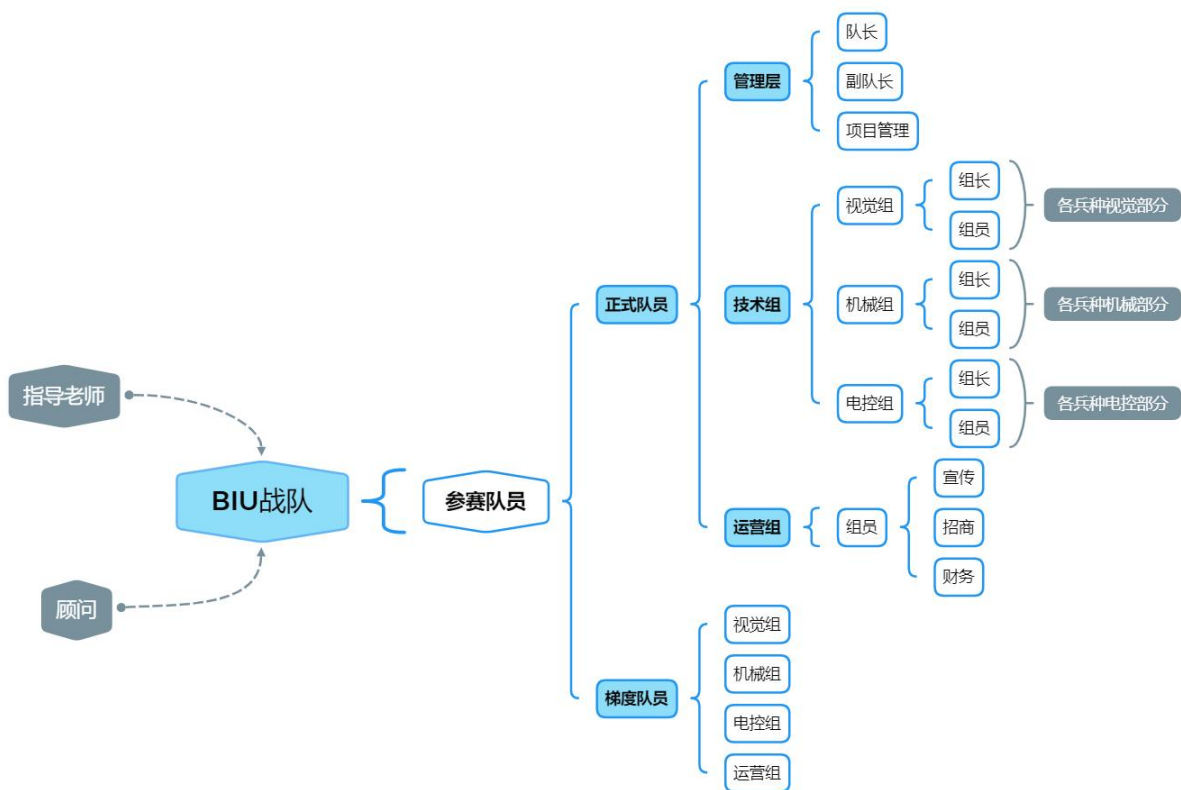 指导老师
顾问
BIU战队
参赛队员
正式队员
管理层
队长
副队长
项目管理
技术组
视觉组
组长
组员
各兵种视觉部分
机械组
组长
组员
各兵种机械部分
电控组
组长
组员
各兵种电控部分
运营组
组员
宣传
招商
财务
梯度队员
视觉组
机械组
电控组
运营组